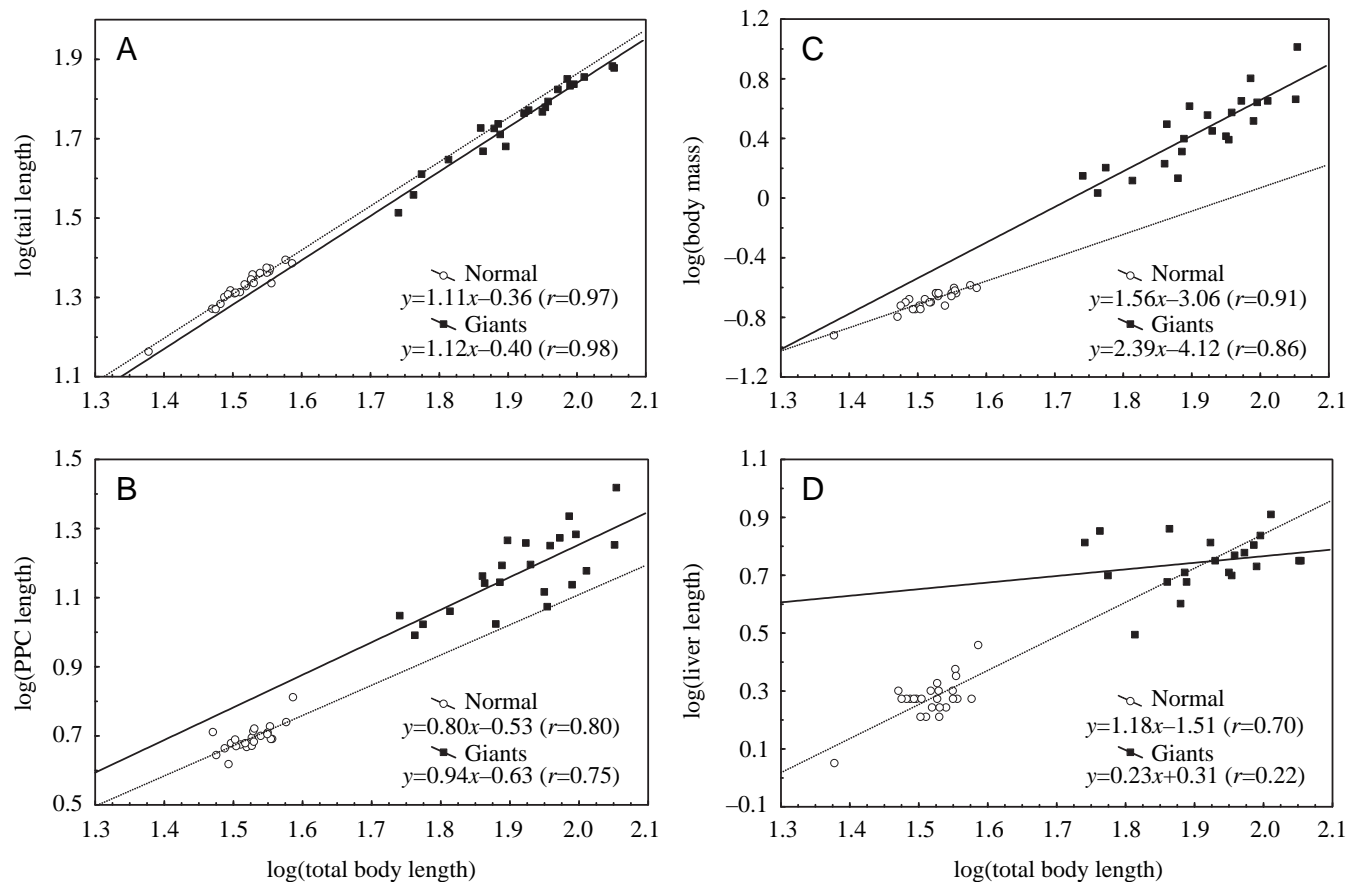 A
log(tail length)
1.9
1.7
1.5
1.3
1.1
Normal
y=1.11x–0.36 (r=0.97)
Giants
y=1.12x–0.40 (r=0.98)
1.3 1.4 1.5 1.6 1.7 1.8 1.9 2.0 2.1
C
log(body mass)
1.2
0.8
0.4
0
–0.4
–0.8
–1.2
Normal
y=1.56x–3.06 (r=0.91)
Giants
y=2.39x–4.12 (r=0.86)
1.3 1.4 1.5 1.6 1.7 1.8 1.9 2.0 2.1
B
log(PPC length)
1.5
1.3
1.1
0.9
0.7
0.5
Normal
y=0.80x–0.53 (r=0.80)
Giants
y=0.94x–0.63 (r=0.75)
1.3 1.4 1.5 1.6 1.7 1.8 1.9 2.0 2.1
log(total body length)
D
log(liver length)
1.1
0.9
0.7
0.5
0.3
0.1
–0.1
Normal
y=1.18x–1.51 (r=0.70)
Giants
y=0.23x+0.31 (r=0.22)
1.3 1.4 1.5 1.6 1.7 1.8 1.9 2.0 2.1
log(total body length)